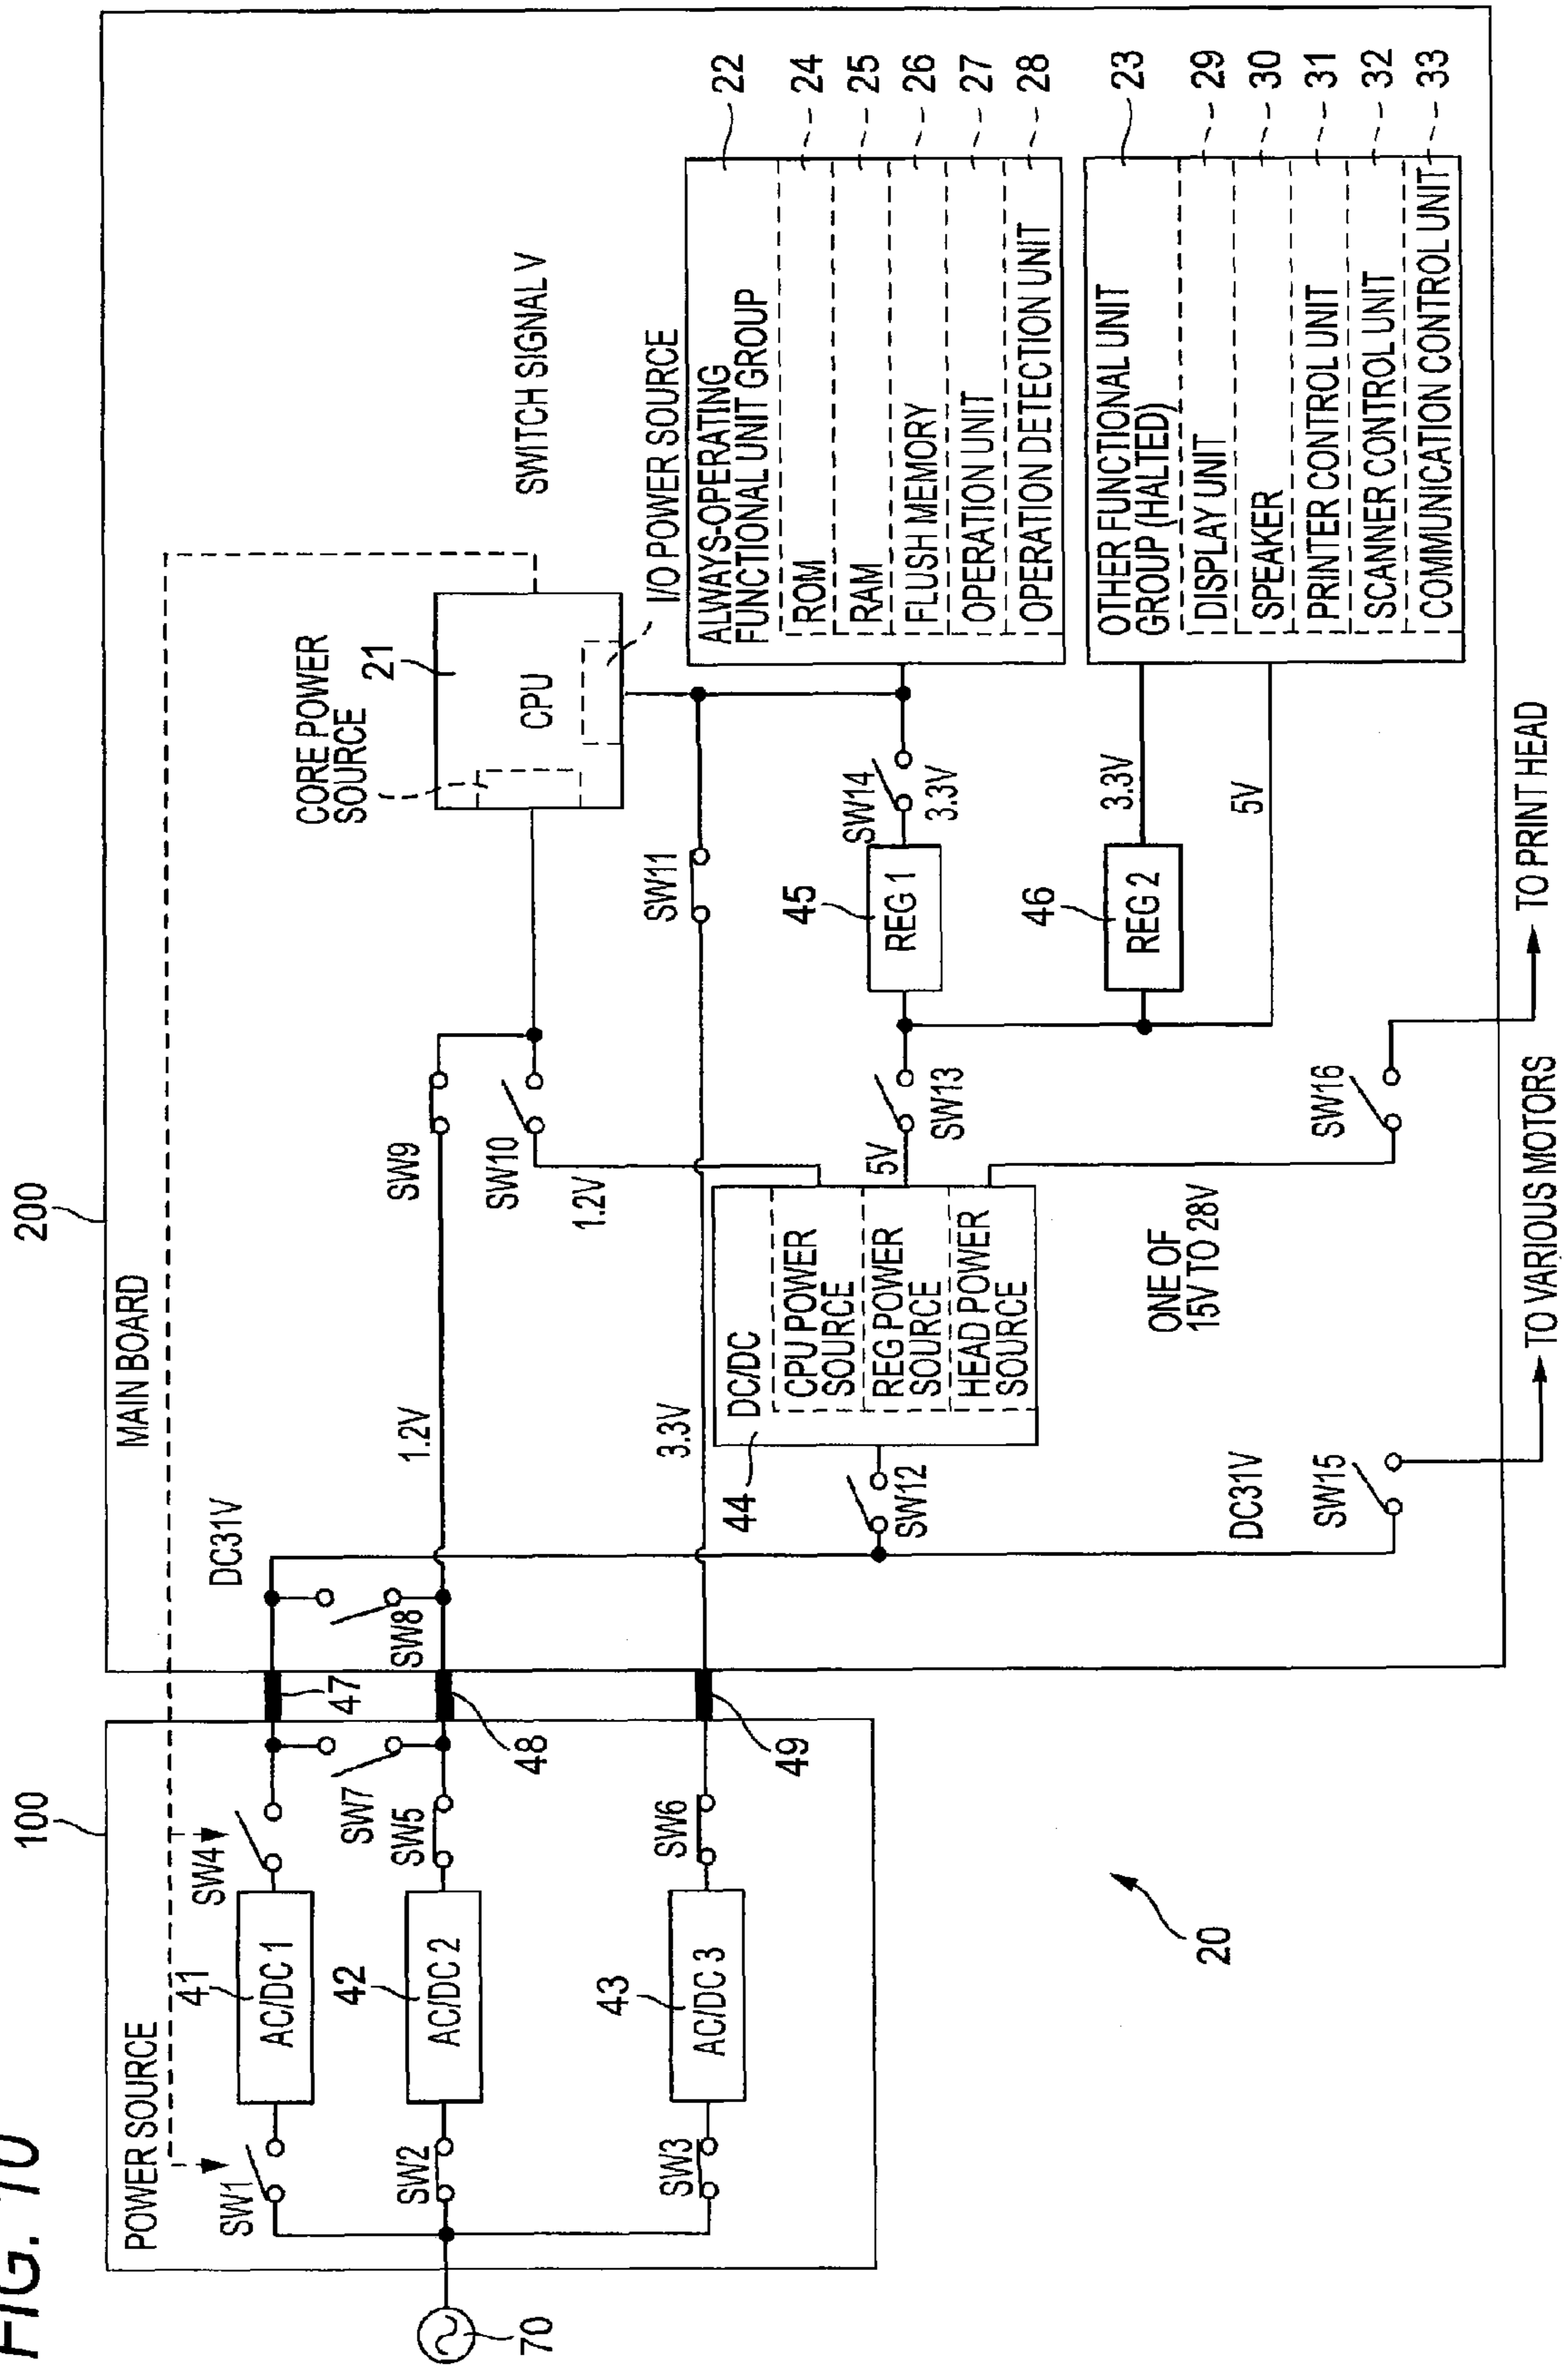 FIG. 10
100
200
POWER SOURCE
MAIN BOARD
70
SW1
SW2
SW3
41
AC/DC 1
42
AC/DC 2
43
AC/DC 3
SW4
SW5
SW6
SW7
47
48
49
SW8
DC31V
1.2V
3.3V
SW9
SW10
1.2V
SW11
CORE POWER
SOURCE
21
CPU
SWITCH SIGNAL V
I/O POWER SOURCE
44
SW12
DC/DC
CPU POWER
SOURCE
REG POWER
SOURCE
HEAD POWER
SOURCE
5V
SW13
45
REG 1
SW14
3.3V
46
REG 2
3.3V
5V
ALWAYS-OPERATING
FUNCTIONAL UNIT GROUP
22
ROM
24
RAM
25
FLUSH MEMORY
26
OPERATION UNIT
27
OPERATION DETECTION UNIT
28
OTHER FUNCTIONAL UNIT
GROUP (HALTED)
23
DISPLAY UNIT
29
SPEAKER
30
PRINTER CONTROL UNIT
31
SCANNER CONTROL UNIT
32
COMMUNICATION CONTROL UNIT
33
ONE OF
15V TO 28V
DC31V
SW15
SW16
TO VARIOUS MOTORS
TO PRINT HEAD
20